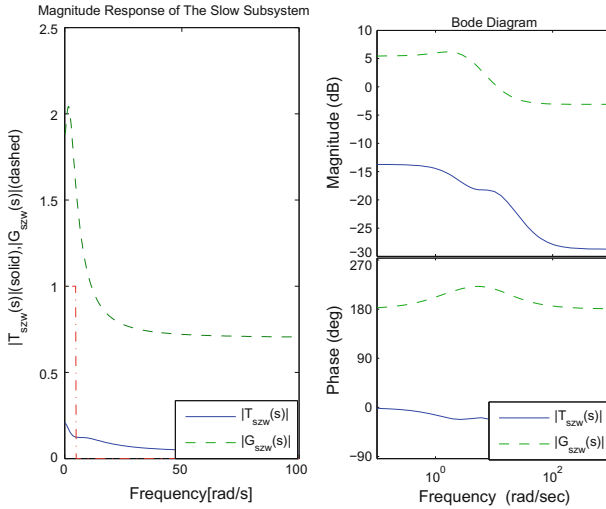 Magnitude Response of The Slow Subsystem
|T_szw(s)|(solid),|G_szw(s)|(dashed)
2.5
2
1.5
1
0.5
0
0
50
100
Frequency[rad/s]
|T_szw(s)|
|G_szw(s)|
Bode Diagram
Magnitude (dB)
10
5
0
−5
−10
−15
−20
−25
−30
Phase (deg)
270
180
90
0
−90
10^0
10^2
Frequency (rad/sec)
|T_szw(s)|
|G_szw(s)|